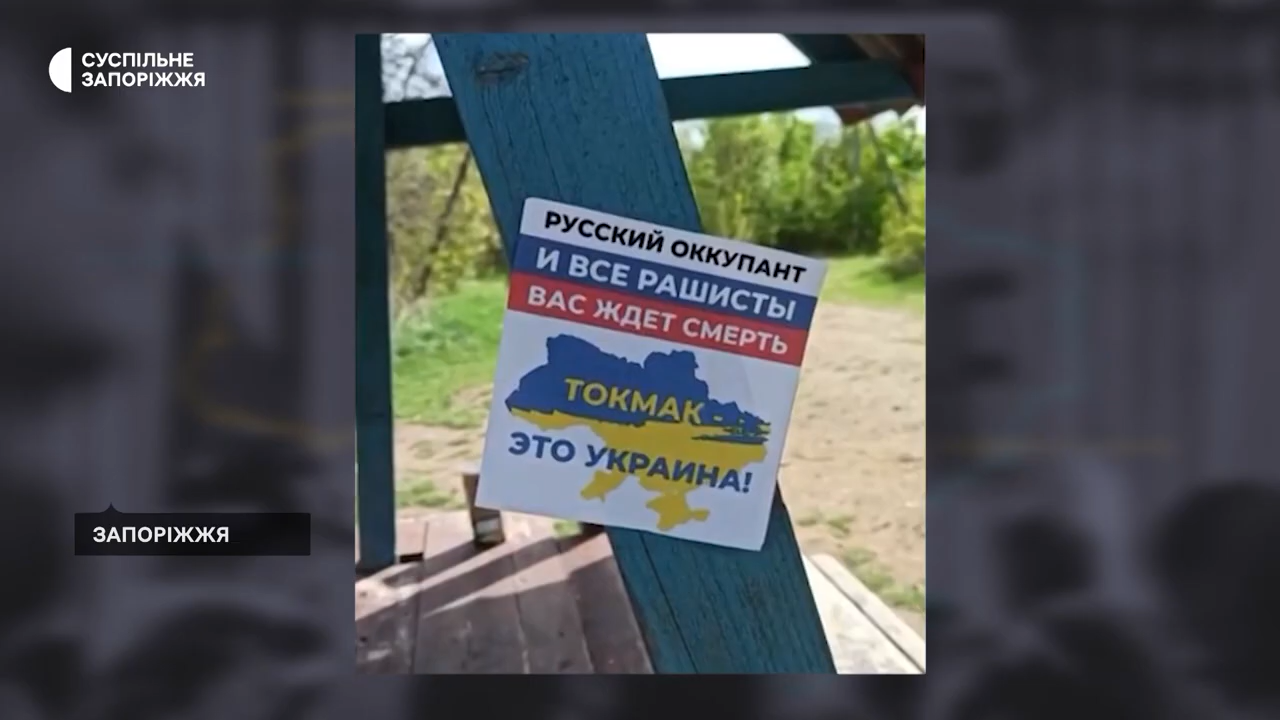 СУСПІЛЬНЕ
ЗАПОРІЖЖЯ
РУССКИЙ ОККУПАНТ
И ВСЕ РАШИСТЫ
ВАС ЖДЕТ СМЕРТЬ
ТОКМАК -
ЭТО УКРАИНА!
ЗАПОРІЖЖЯ